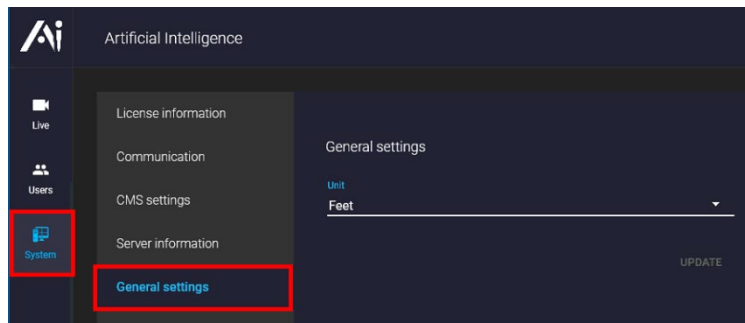 Ai
Artificial Intelligence
Live
Users
System
License information
Communication
CMS settings
Server information
General settings
General settings
Unit
Feet
UPDATE